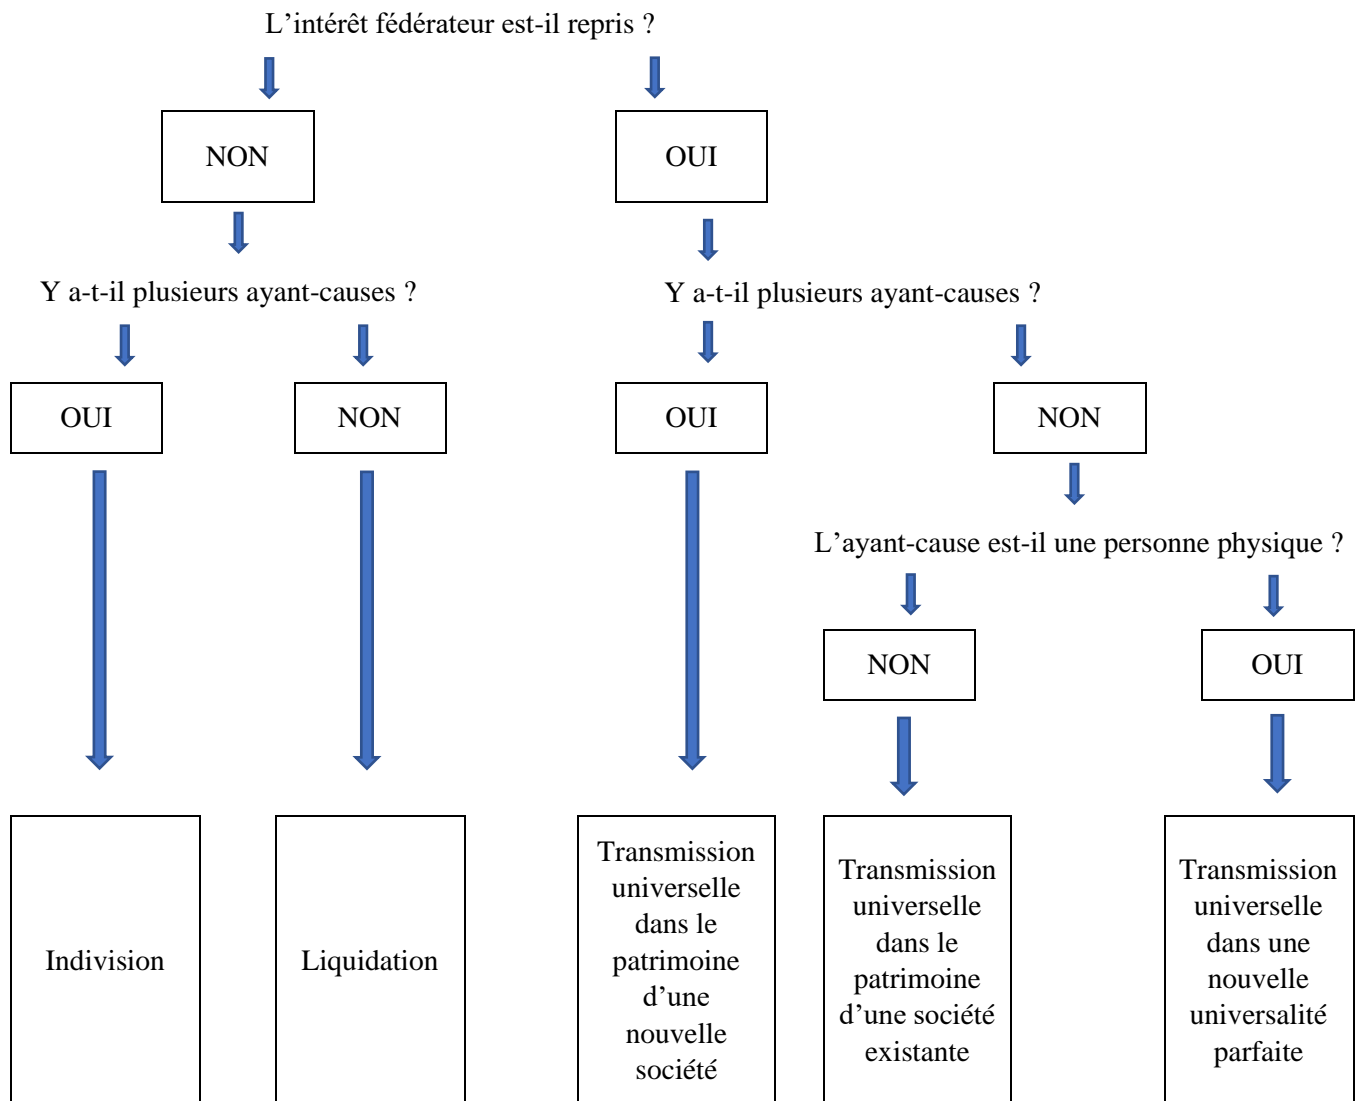 L’intérêt fédérateur est-il repris ?
NON
OUI
Y a-t-il plusieurs ayant-causes ?
Y a-t-il plusieurs ayant-causes ?
OUI
NON
OUI
NON
L’ayant-cause est-il une personne physique ?
NON
OUI
Indivision
Liquidation
Transmission
universelle
dans le
patrimoine
d’une
nouvelle
société
Transmission
universelle
dans le
patrimoine
d’une société
existante
Transmission
universelle
dans une
nouvelle
universalité
parfaite